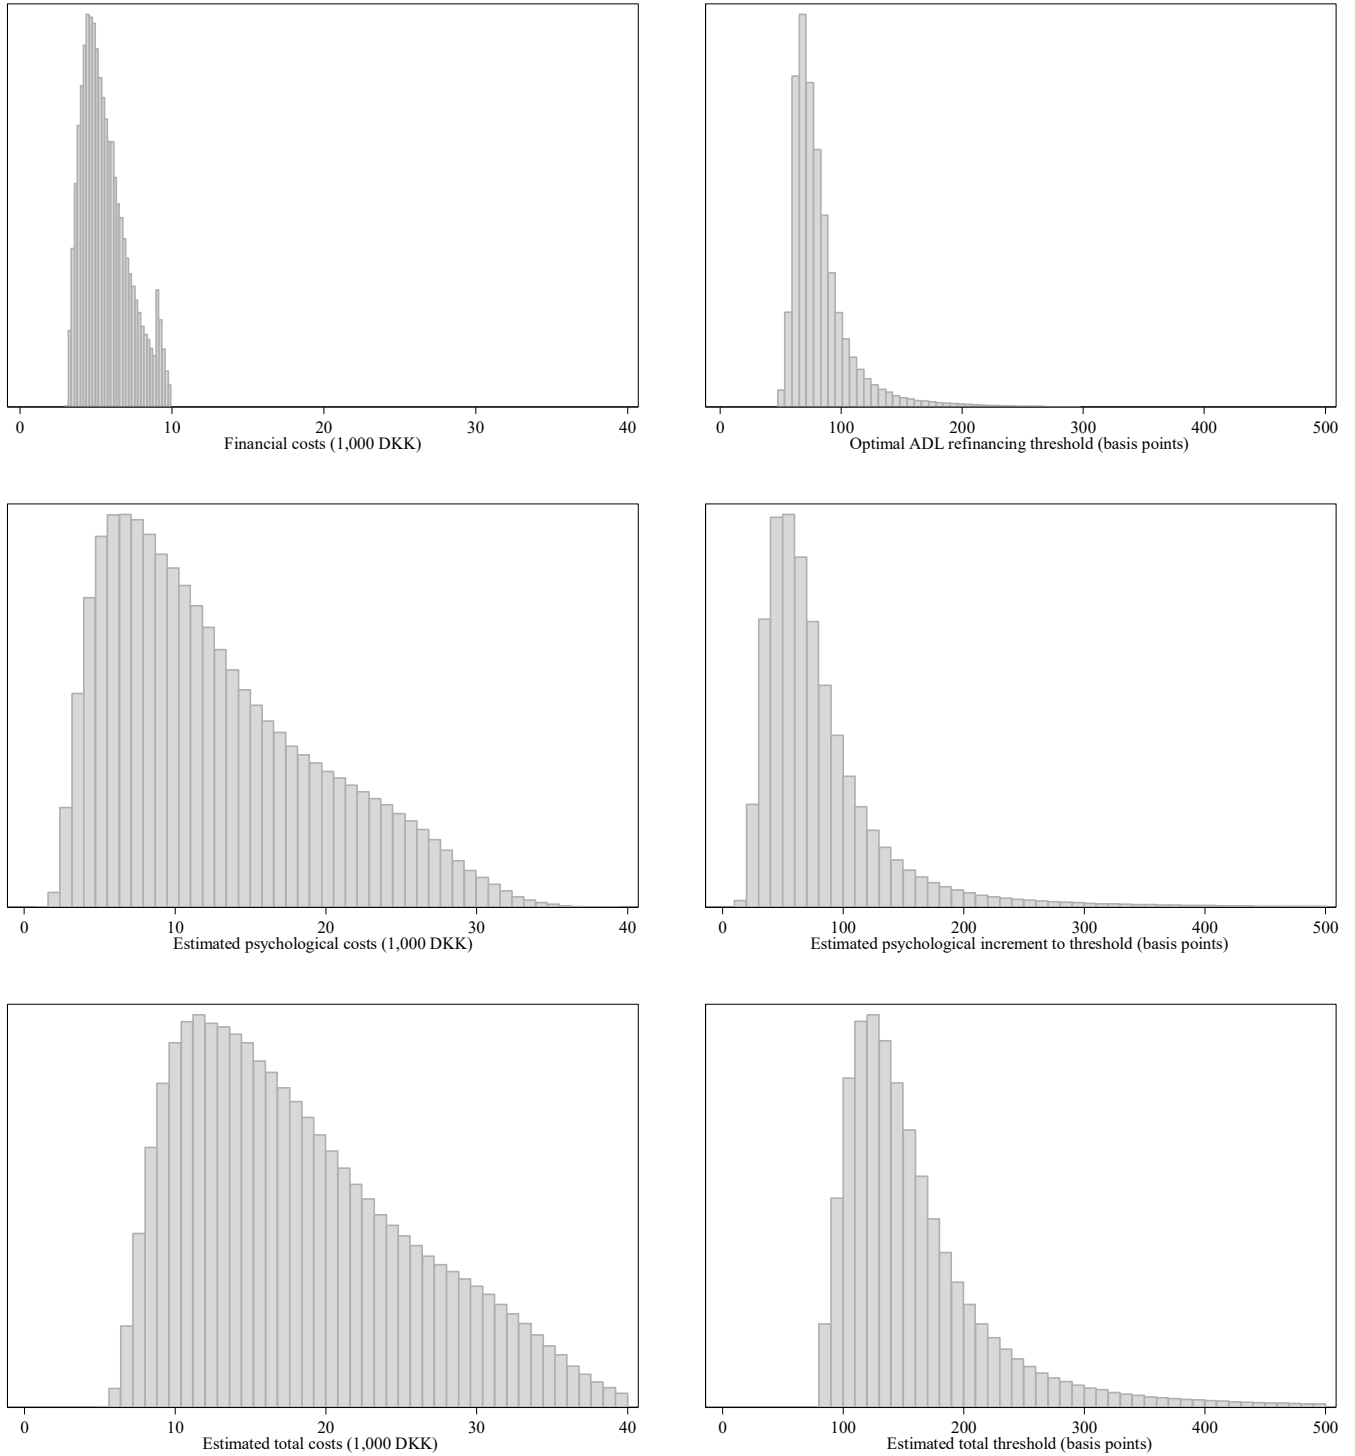 0 10 20 30 40
Financial costs (1,000 DKK)
0 100 200 300 400 500
Optimal ADL refinancing threshold (basis points)
0 10 20 30 40
Estimated psychological costs (1,000 DKK)
0 100 200 300 400 500
Estimated psychological increment to threshold (basis points)
0 10 20 30 40
Estimated total costs (1,000 DKK)
0 100 200 300 400 500
Estimated total threshold (basis points)